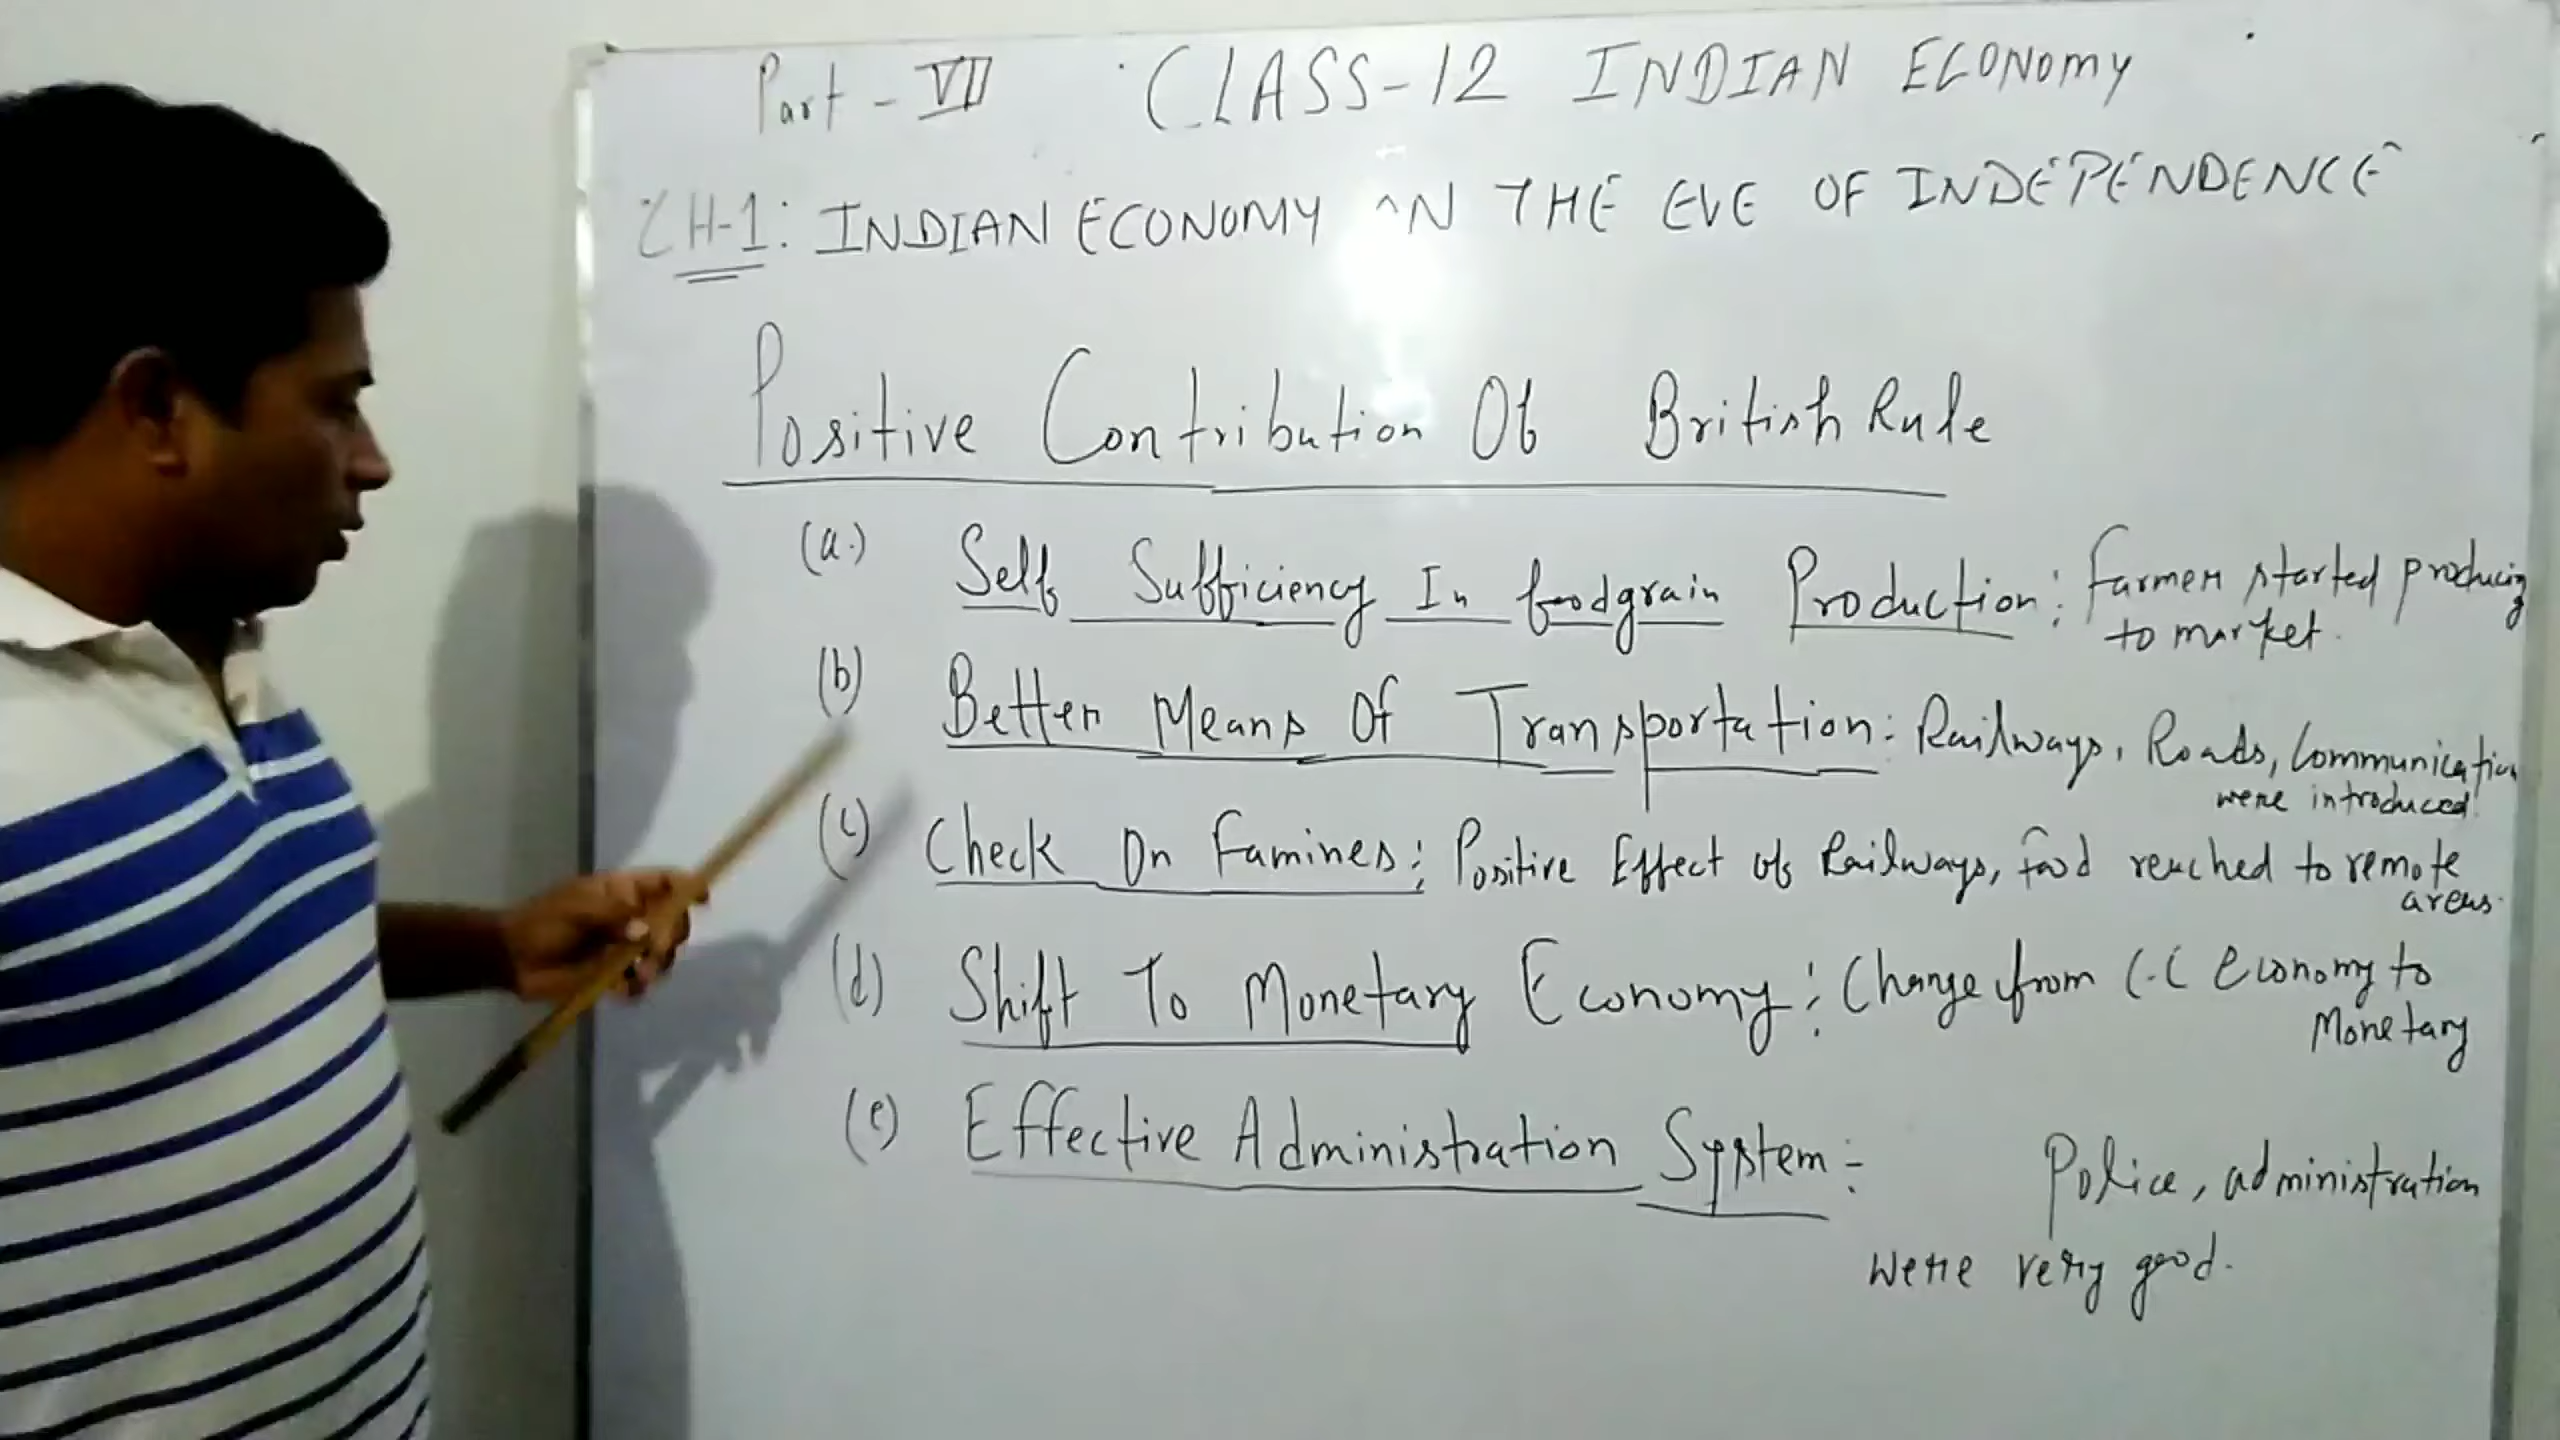 Part - VII CLASS-12 INDIAN ECONOMY
CH-1: INDIAN ECONOMY ON THE EVE OF INDEPENDENCE
Positive Contribution Of British Rule
(a.) Self Sufficiency In foodgrain Production: farmers started producing
to market.
(b) Better Means Of Transportation: Railways, Roads, Communication
were introduced.
(c) Check On Famines: Positive Effect of Railways, food reached to remote
areas.
(d) Shift To Monetary Economy: Change from C.C economy to
Monetary
(e) Effective Administration System:- Police, administration
were very good.